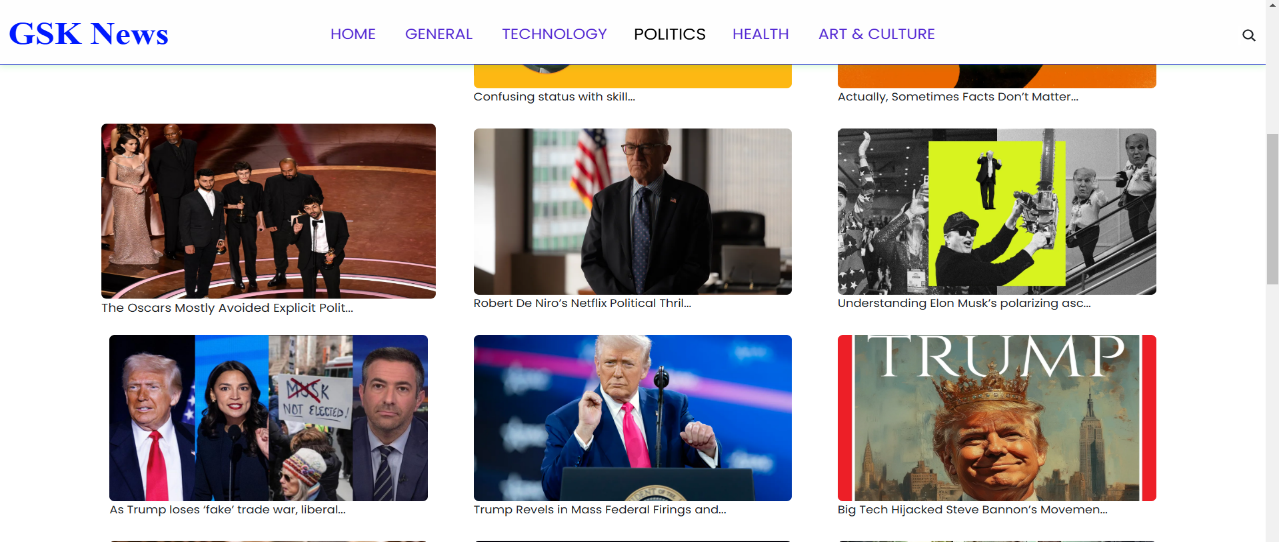 GSK News
HOME GENERAL TECHNOLOGY POLITICS HEALTH ART & CULTURE
Confusing status with skill...
Actually, Sometimes Facts Don't Matter...
The Oscars Mostly Avoided Explicit Polit...
Robert De Niro's Netflix Political Thril...
Understanding Elon Musk's polarizing asc...
MUSK
NOT ELECTED!
TRUMP
As Trump loses 'fake' trade war, liberal...
Trump Revels in Mass Federal Firings and...
Big Tech Hijacked Steve Bannon's Movemen...